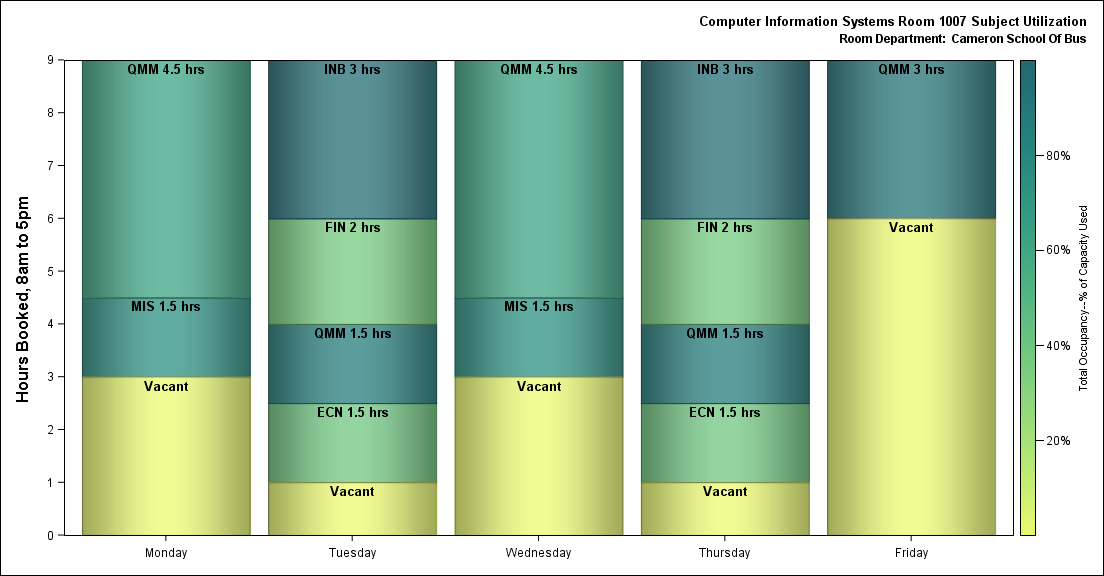 Computer Information Systems Room 1007 Subject Utilization
Room Department: Cameron School Of Bus
Hours Booked, 8am to 5pm
9
8
7
6
5
4
3
2
1
0
QMM 4.5 hrs
MIS 1.5 hrs
Vacant
Monday
INB 3 hrs
FIN 2 hrs
QMM 1.5 hrs
ECN 1.5 hrs
Vacant
Tuesday
QMM 4.5 hrs
MIS 1.5 hrs
Vacant
Wednesday
INB 3 hrs
FIN 2 hrs
QMM 1.5 hrs
ECN 1.5 hrs
Vacant
Thursday
QMM 3 hrs
Vacant
Friday
80%
60%
40%
20%
Total Occupancy--% of Capacity Used